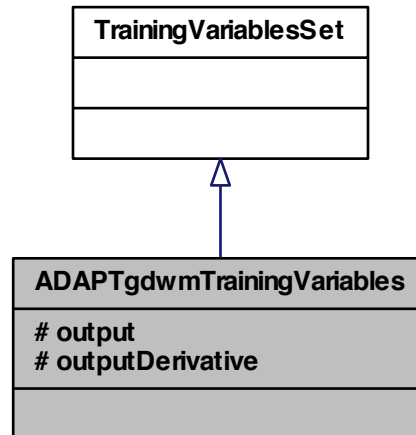 TrainingVariablesSet
ADAPTgdwmTrainingVariables
# output
# outputDerivative